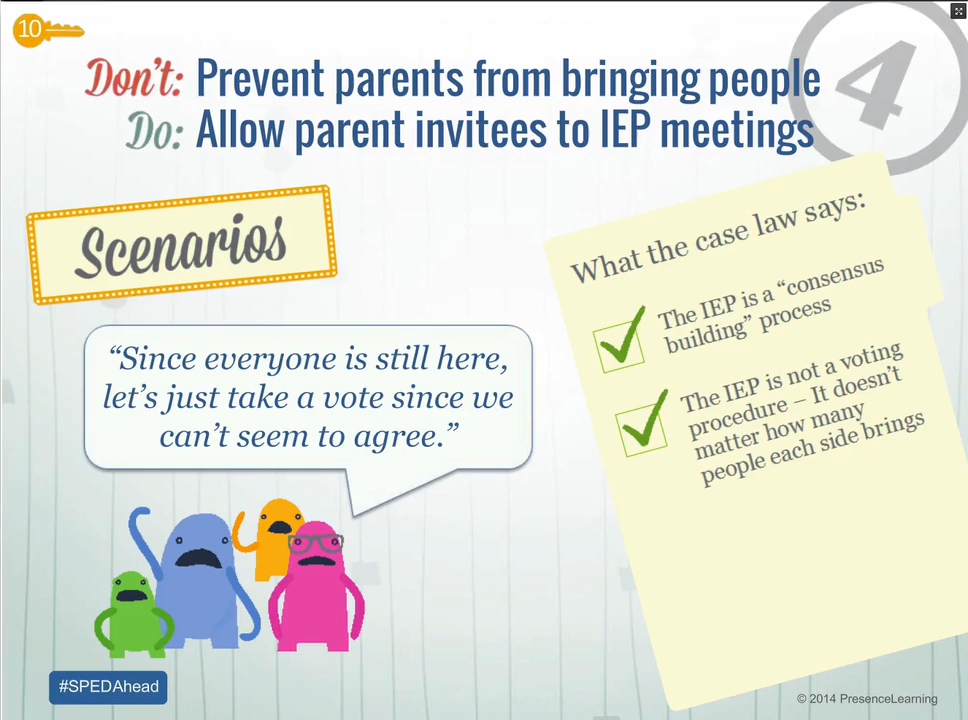 10
4
Don't: Prevent parents from bringing people
Do: Allow parent invitees to IEP meetings
Scenarios
What the case law says:
The IEP is a “consensus
building” process
The IEP is not a voting
procedure – It doesn't
matter how many
people each side brings
“Since everyone is still here,
let's just take a vote since we
can't seem to agree.”
#SPEDAhead
© 2014 PresenceLearning